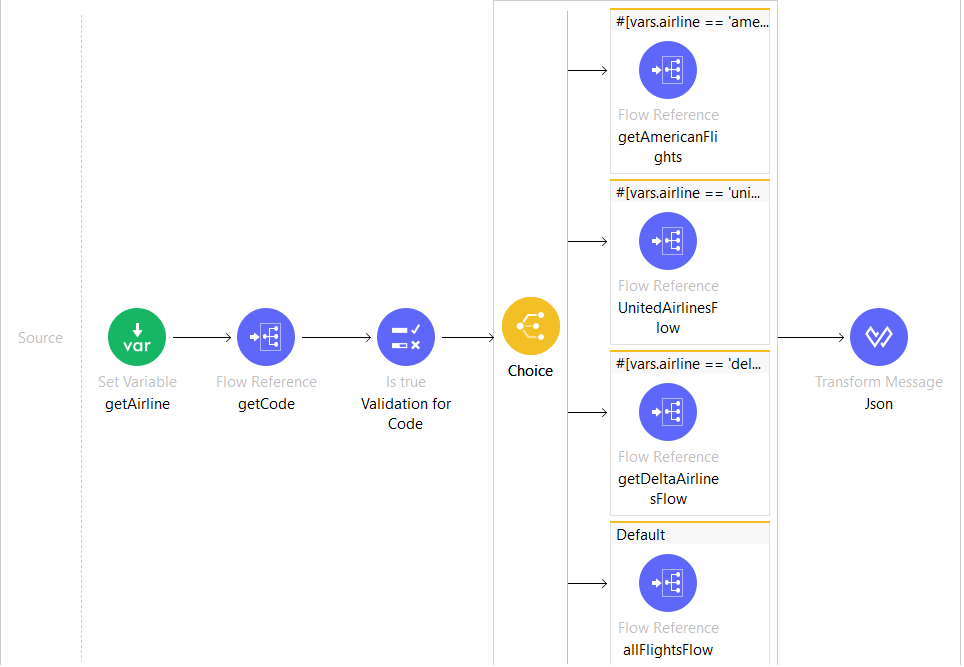 Source
var
Set Variable
getAirline
Flow Reference
getCode
Is true
Validation for
Code
Choice
#[vars.airline == 'ame...
Flow Reference
getAmericanFli
ghts
#[vars.airline == 'uni...
Flow Reference
UnitedAirlinesF
low
#[vars.airline == 'del...
Flow Reference
getDeltaAirline
sFlow
Default
Flow Reference
allFlightsFlow
Transform Message
Json